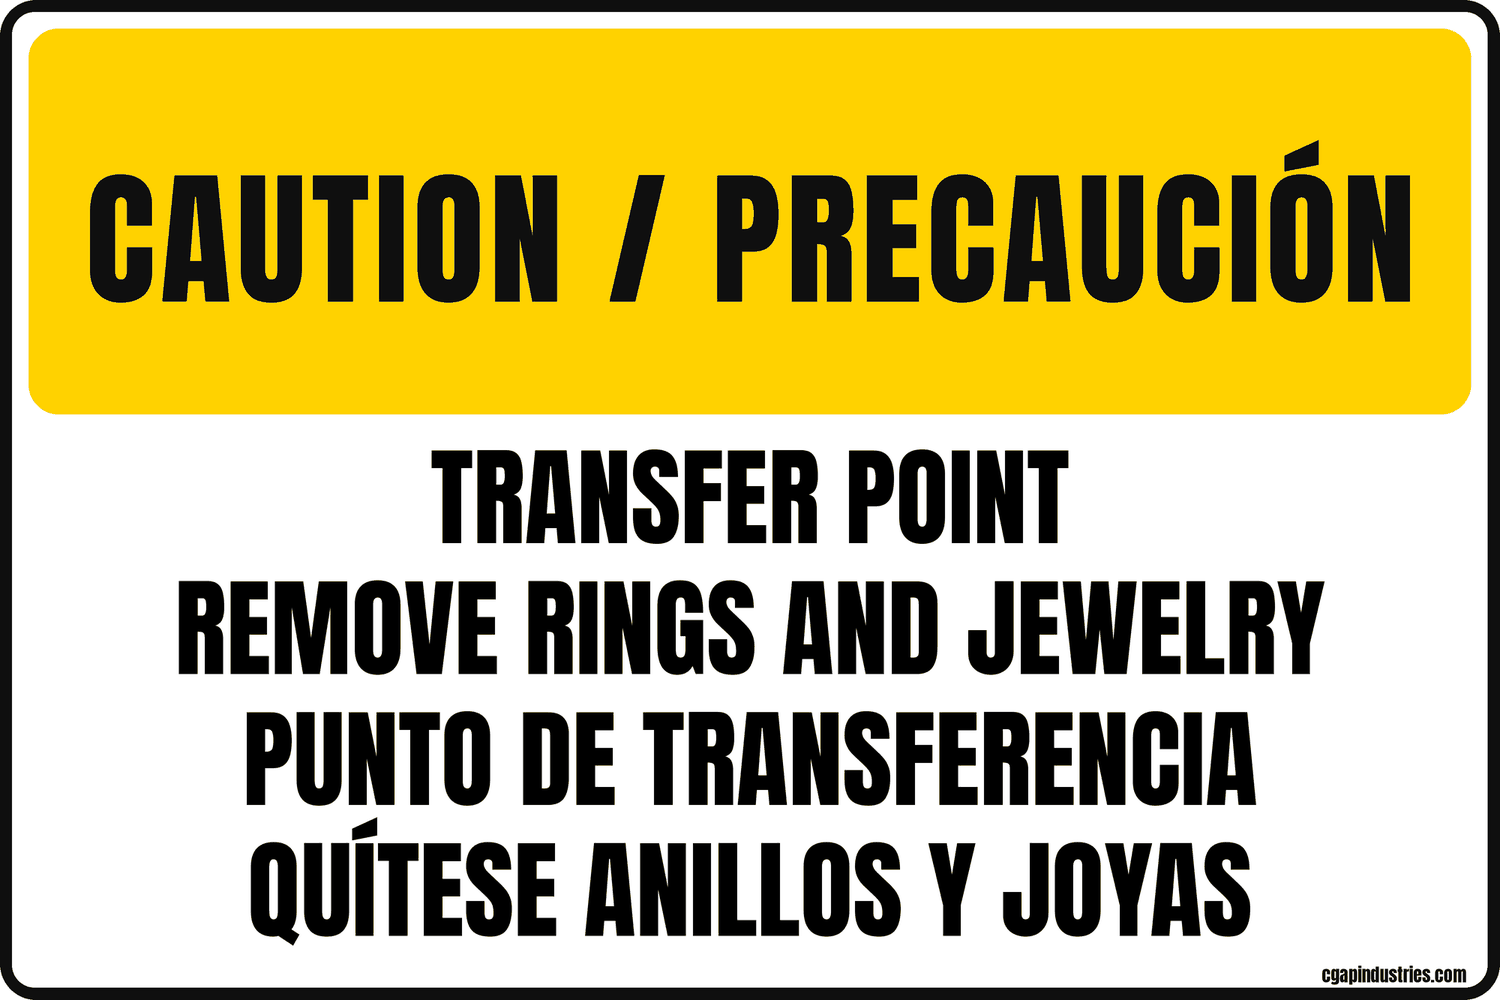 CAUTION / PRECAUCIÓN
TRANSFER POINT
REMOVE RINGS AND JEWELRY
PUNTO DE TRANSFERENCIA
QUÍTESE ANILLOS Y JOYAS
cgapindustries.com